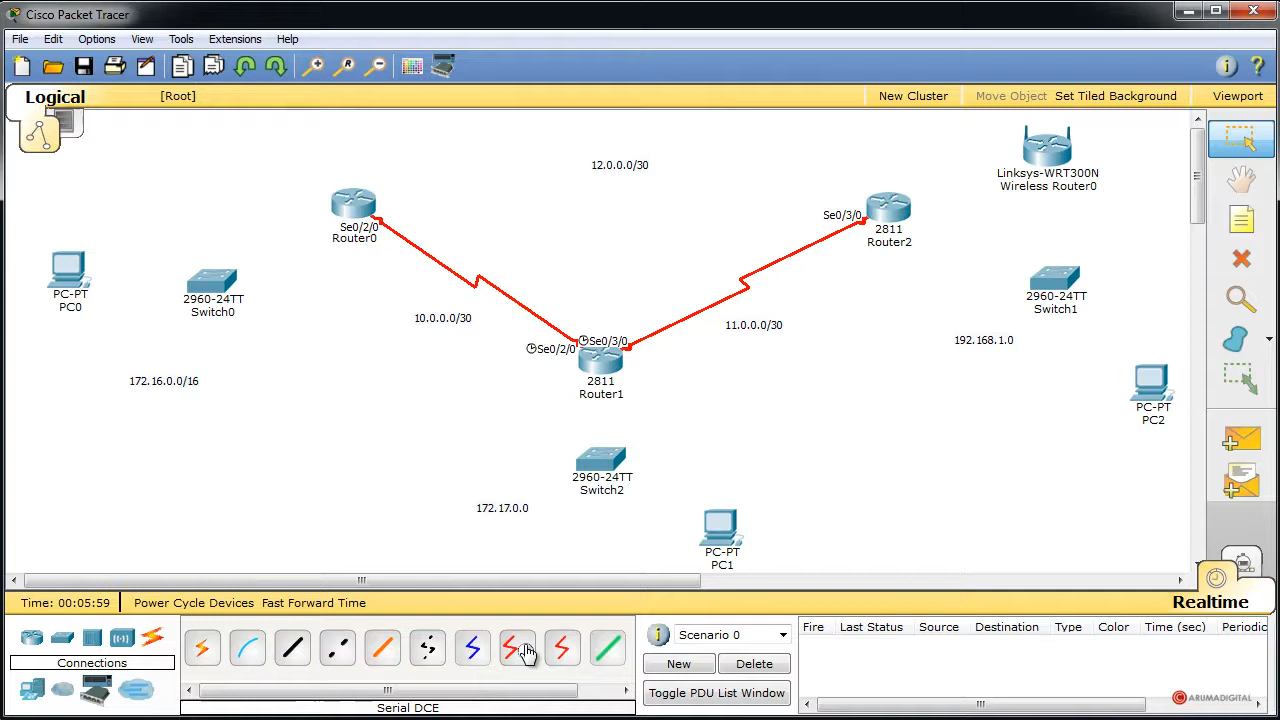 Cisco Packet Tracer
File Edit Options View Tools Extensions Help
Logical [Root] New Cluster Move Object Set Tiled Background Viewport
12.0.0.0/30
Linksys-WRT300N
Wireless Router0
Se0/2/0
Router0
Se0/3/0
2811
Router2
PC-PT
PC0
2960-24TT
Switch0
2960-24TT
Switch1
10.0.0.0/30
11.0.0.0/30
192.168.1.0
Se0/2/0
Se0/3/0
2811
Router1
172.16.0.0/16
PC-PT
PC2
2960-24TT
Switch2
172.17.0.0
PC-PT
PC1
Time: 00:05:59 Power Cycle Devices Fast Forward Time
Realtime
Connections
Serial DCE
Scenario 0
New Delete
Toggle PDU List Window
Fire Last Status Source Destination Type Color Time (sec) Periodic
ARUMADIGITAL